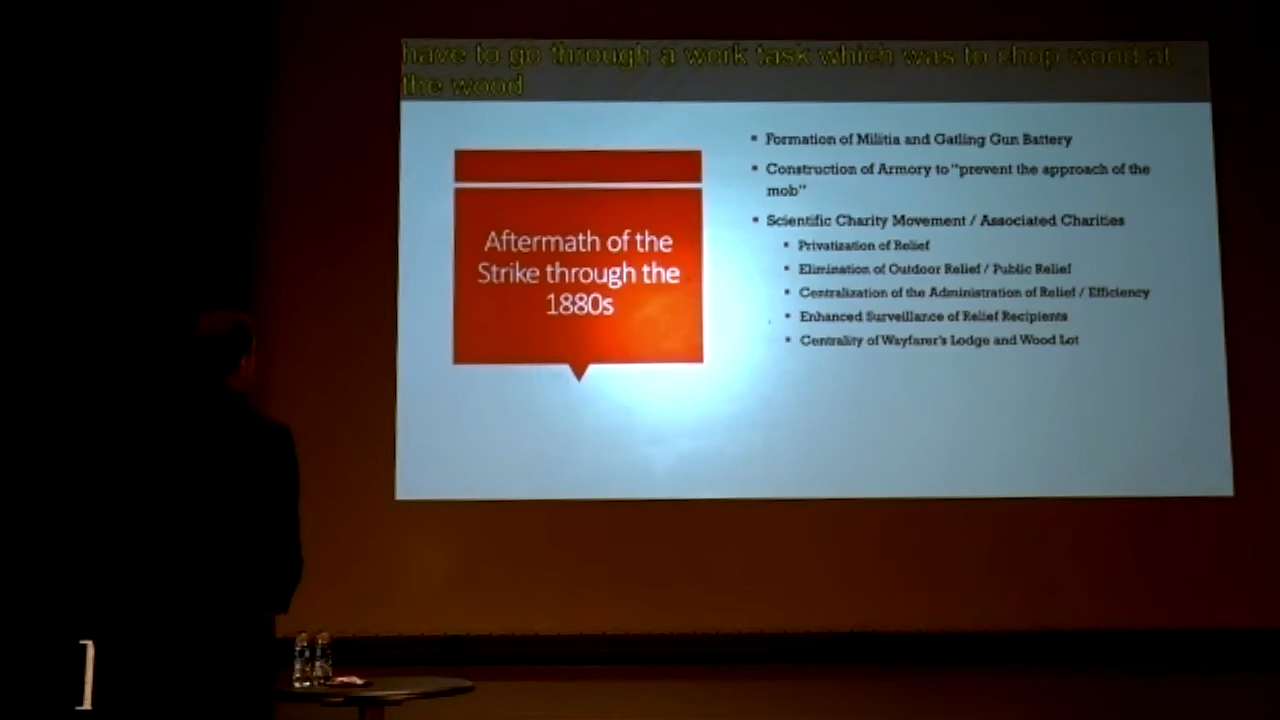 have to go through a work task which was to chop wood at
the wood
Aftermath of the
Strike through the
1880s
▪ Formation of Militia and Gatling Gun Battery
▪ Construction of Armory to "prevent the approach of the
mob"
▪ Scientific Charity Movement / Associated Charities
▪ Privatization of Relief
▪ Elimination of Outdoor Relief / Public Relief
▪ Centralization of the Administration of Relief / Efficiency
▪ Enhanced Surveillance of Relief Recipients
▪ Centrality of Wayfarer's Lodge and Wood Lot